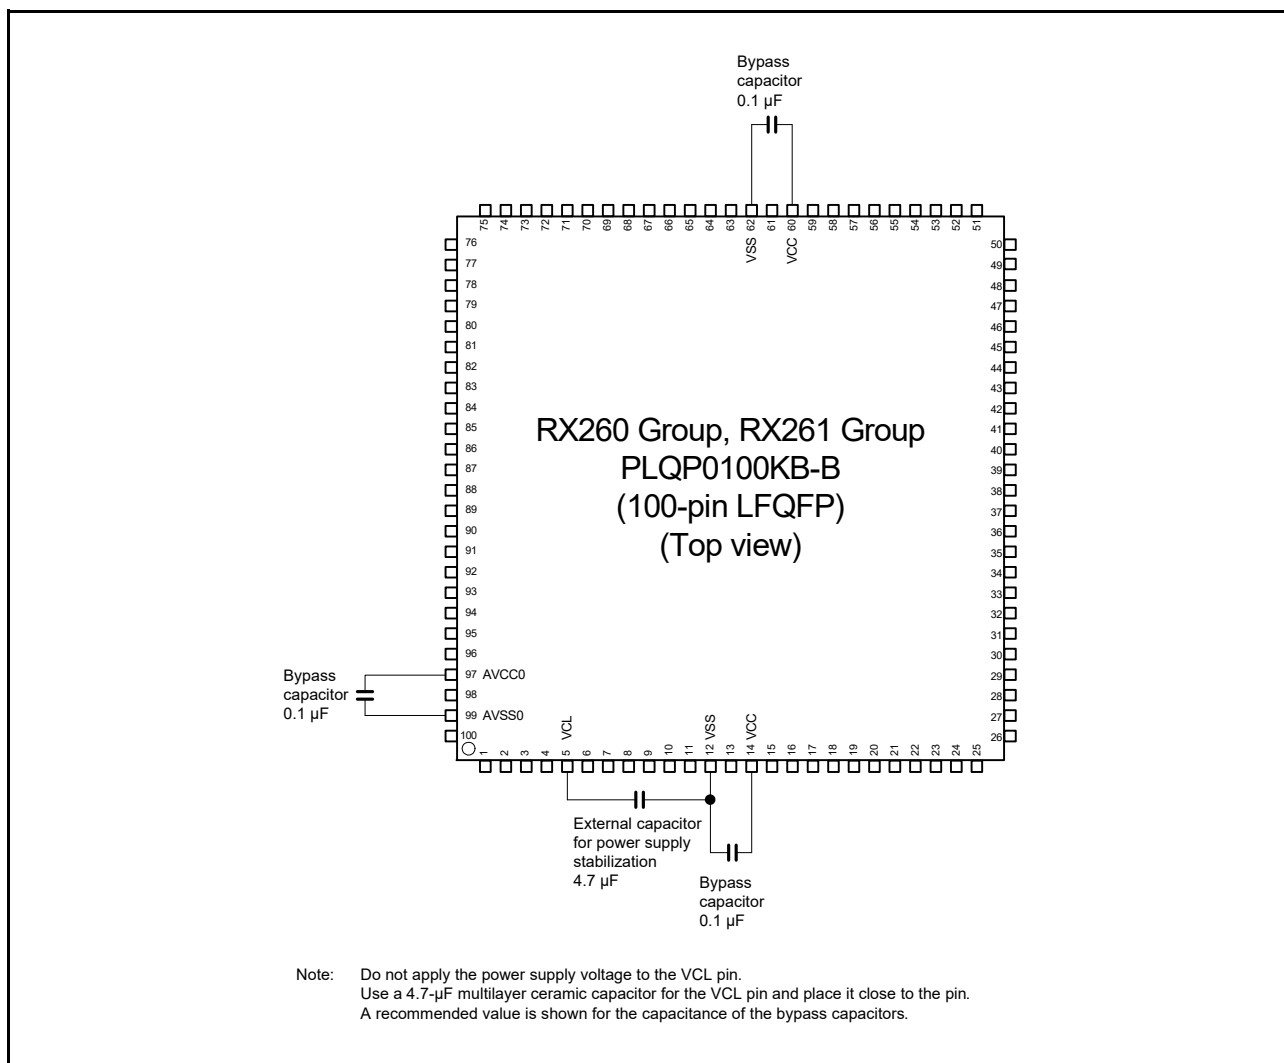 Bypass
capacitor
0.1 µF
75 74 73 72 71 70 69 68 67 66 65 64 63 62 61 60 59 58 57 56 55 54 53 52 51
VSS VCC
76
77
78
79
80
81
82
83
84
85
86
87
88
89
90
91
92
93
94
95
96
97 AVCC0
98
99 AVSS0
100
50
49
48
47
46
45
44
43
42
41
40
39
38
37
36
35
34
33
32
31
30
29
28
27
26
RX260 Group, RX261 Group
PLQP0100KB-B
(100-pin LFQFP)
(Top view)
Bypass
capacitor
0.1 µF
VCL VSS VCC
1 2 3 4 5 6 7 8 9 10 11 12 13 14 15 16 17 18 19 20 21 22 23 24 25
External capacitor
for power supply
stabilization
4.7 µF
Bypass
capacitor
0.1 µF
Note: Do not apply the power supply voltage to the VCL pin.
Use a 4.7-µF multilayer ceramic capacitor for the VCL pin and place it close to the pin.
A recommended value is shown for the capacitance of the bypass capacitors.